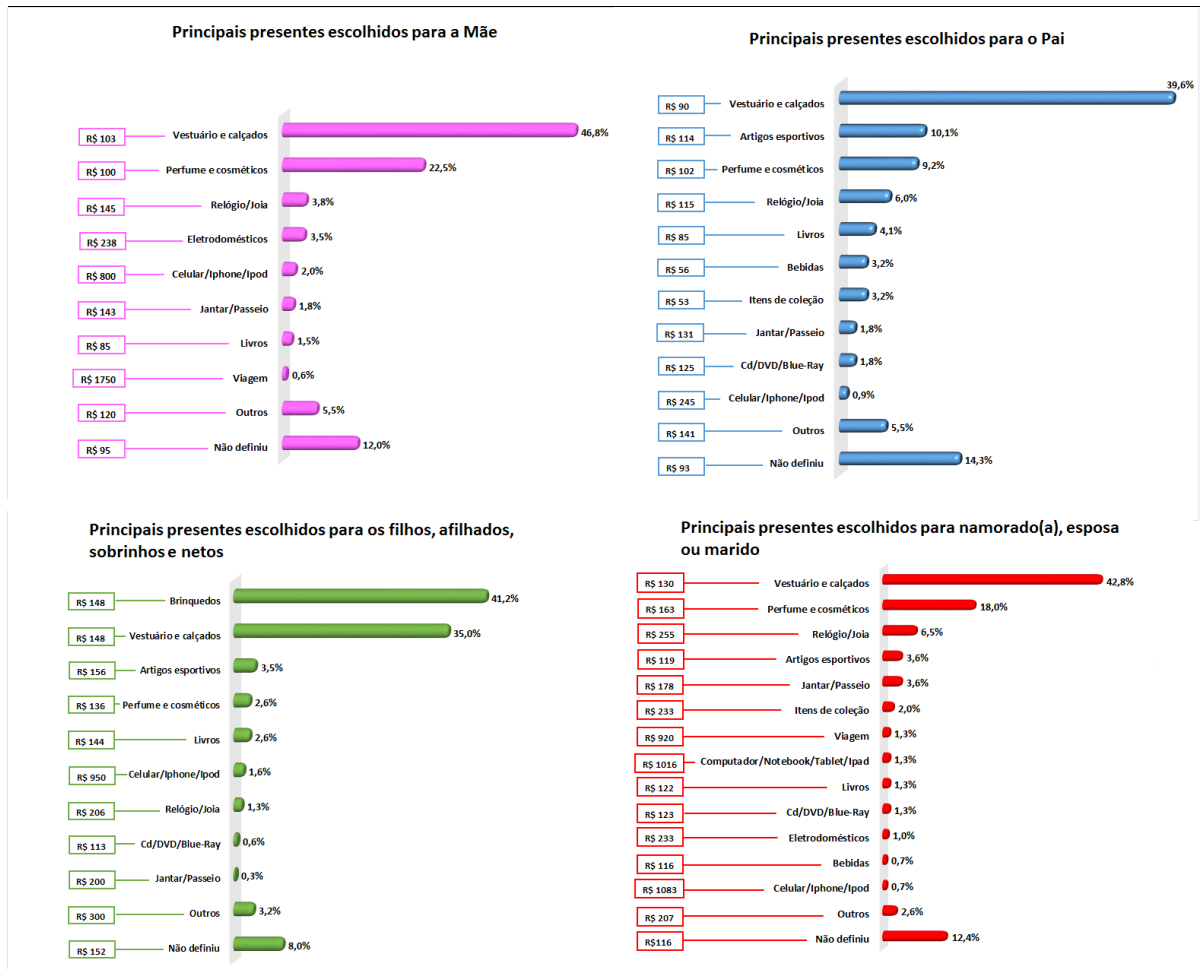 Principais presentes escolhidos para a Mãe
R$ 103 Vestuário e calçados 46,8%
R$ 100 Perfume e cosméticos 22,5%
R$ 145 Relógio/Joia 3,8%
R$ 238 Eletrodomésticos 3,5%
R$ 800 Celular/Iphone/Ipod 2,0%
R$ 143 Jantar/Passeio 1,8%
R$ 85 Livros 1,5%
R$ 1750 Viagem 0,6%
R$ 120 Outros 5,5%
R$ 95 Não definiu 12,0%
Principais presentes escolhidos para o Pai
R$ 90 Vestuário e calçados 39,6%
R$ 114 Artigos esportivos 10,1%
R$ 102 Perfume e cosméticos 9,2%
R$ 115 Relógio/Joia 6,0%
R$ 85 Livros 4,1%
R$ 56 Bebidas 3,2%
R$ 53 Itens de coleção 3,2%
R$ 131 Jantar/Passeio 1,8%
R$ 125 Cd/DVD/Blue-Ray 1,8%
R$ 245 Celular/Iphone/Ipod 0,9%
R$ 141 Outros 5,5%
R$ 93 Não definiu 14,3%
Principais presentes escolhidos para os filhos, afilhados,
sobrinhos e netos
R$ 148 Brinquedos 41,2%
R$ 148 Vestuário e calçados 35,0%
R$ 156 Artigos esportivos 3,5%
R$ 136 Perfume e cosméticos 2,6%
R$ 144 Livros 2,6%
R$ 950 Celular/Iphone/Ipod 1,6%
R$ 206 Relógio/Joia 1,3%
R$ 113 Cd/DVD/Blue-Ray 0,6%
R$ 200 Jantar/Passeio 0,3%
R$ 300 Outros 3,2%
R$ 152 Não definiu 8,0%
Principais presentes escolhidos para namorado(a), esposa
ou marido
R$ 130 Vestuário e calçados 42,8%
R$ 163 Perfume e cosméticos 18,0%
R$ 255 Relógio/Joia 6,5%
R$ 119 Artigos esportivos 3,6%
R$ 178 Jantar/Passeio 3,6%
R$ 233 Itens de coleção 2,0%
R$ 920 Viagem 1,3%
R$ 1016 Computador/Notebook/Tablet/Ipad 1,3%
R$ 122 Livros 1,3%
R$ 123 Cd/DVD/Blue-Ray 1,3%
R$ 233 Eletrodomésticos 1,0%
R$ 116 Bebidas 0,7%
R$ 1083 Celular/Iphone/Ipod 0,7%
R$ 207 Outros 2,6%
R$116 Não definiu 12,4%